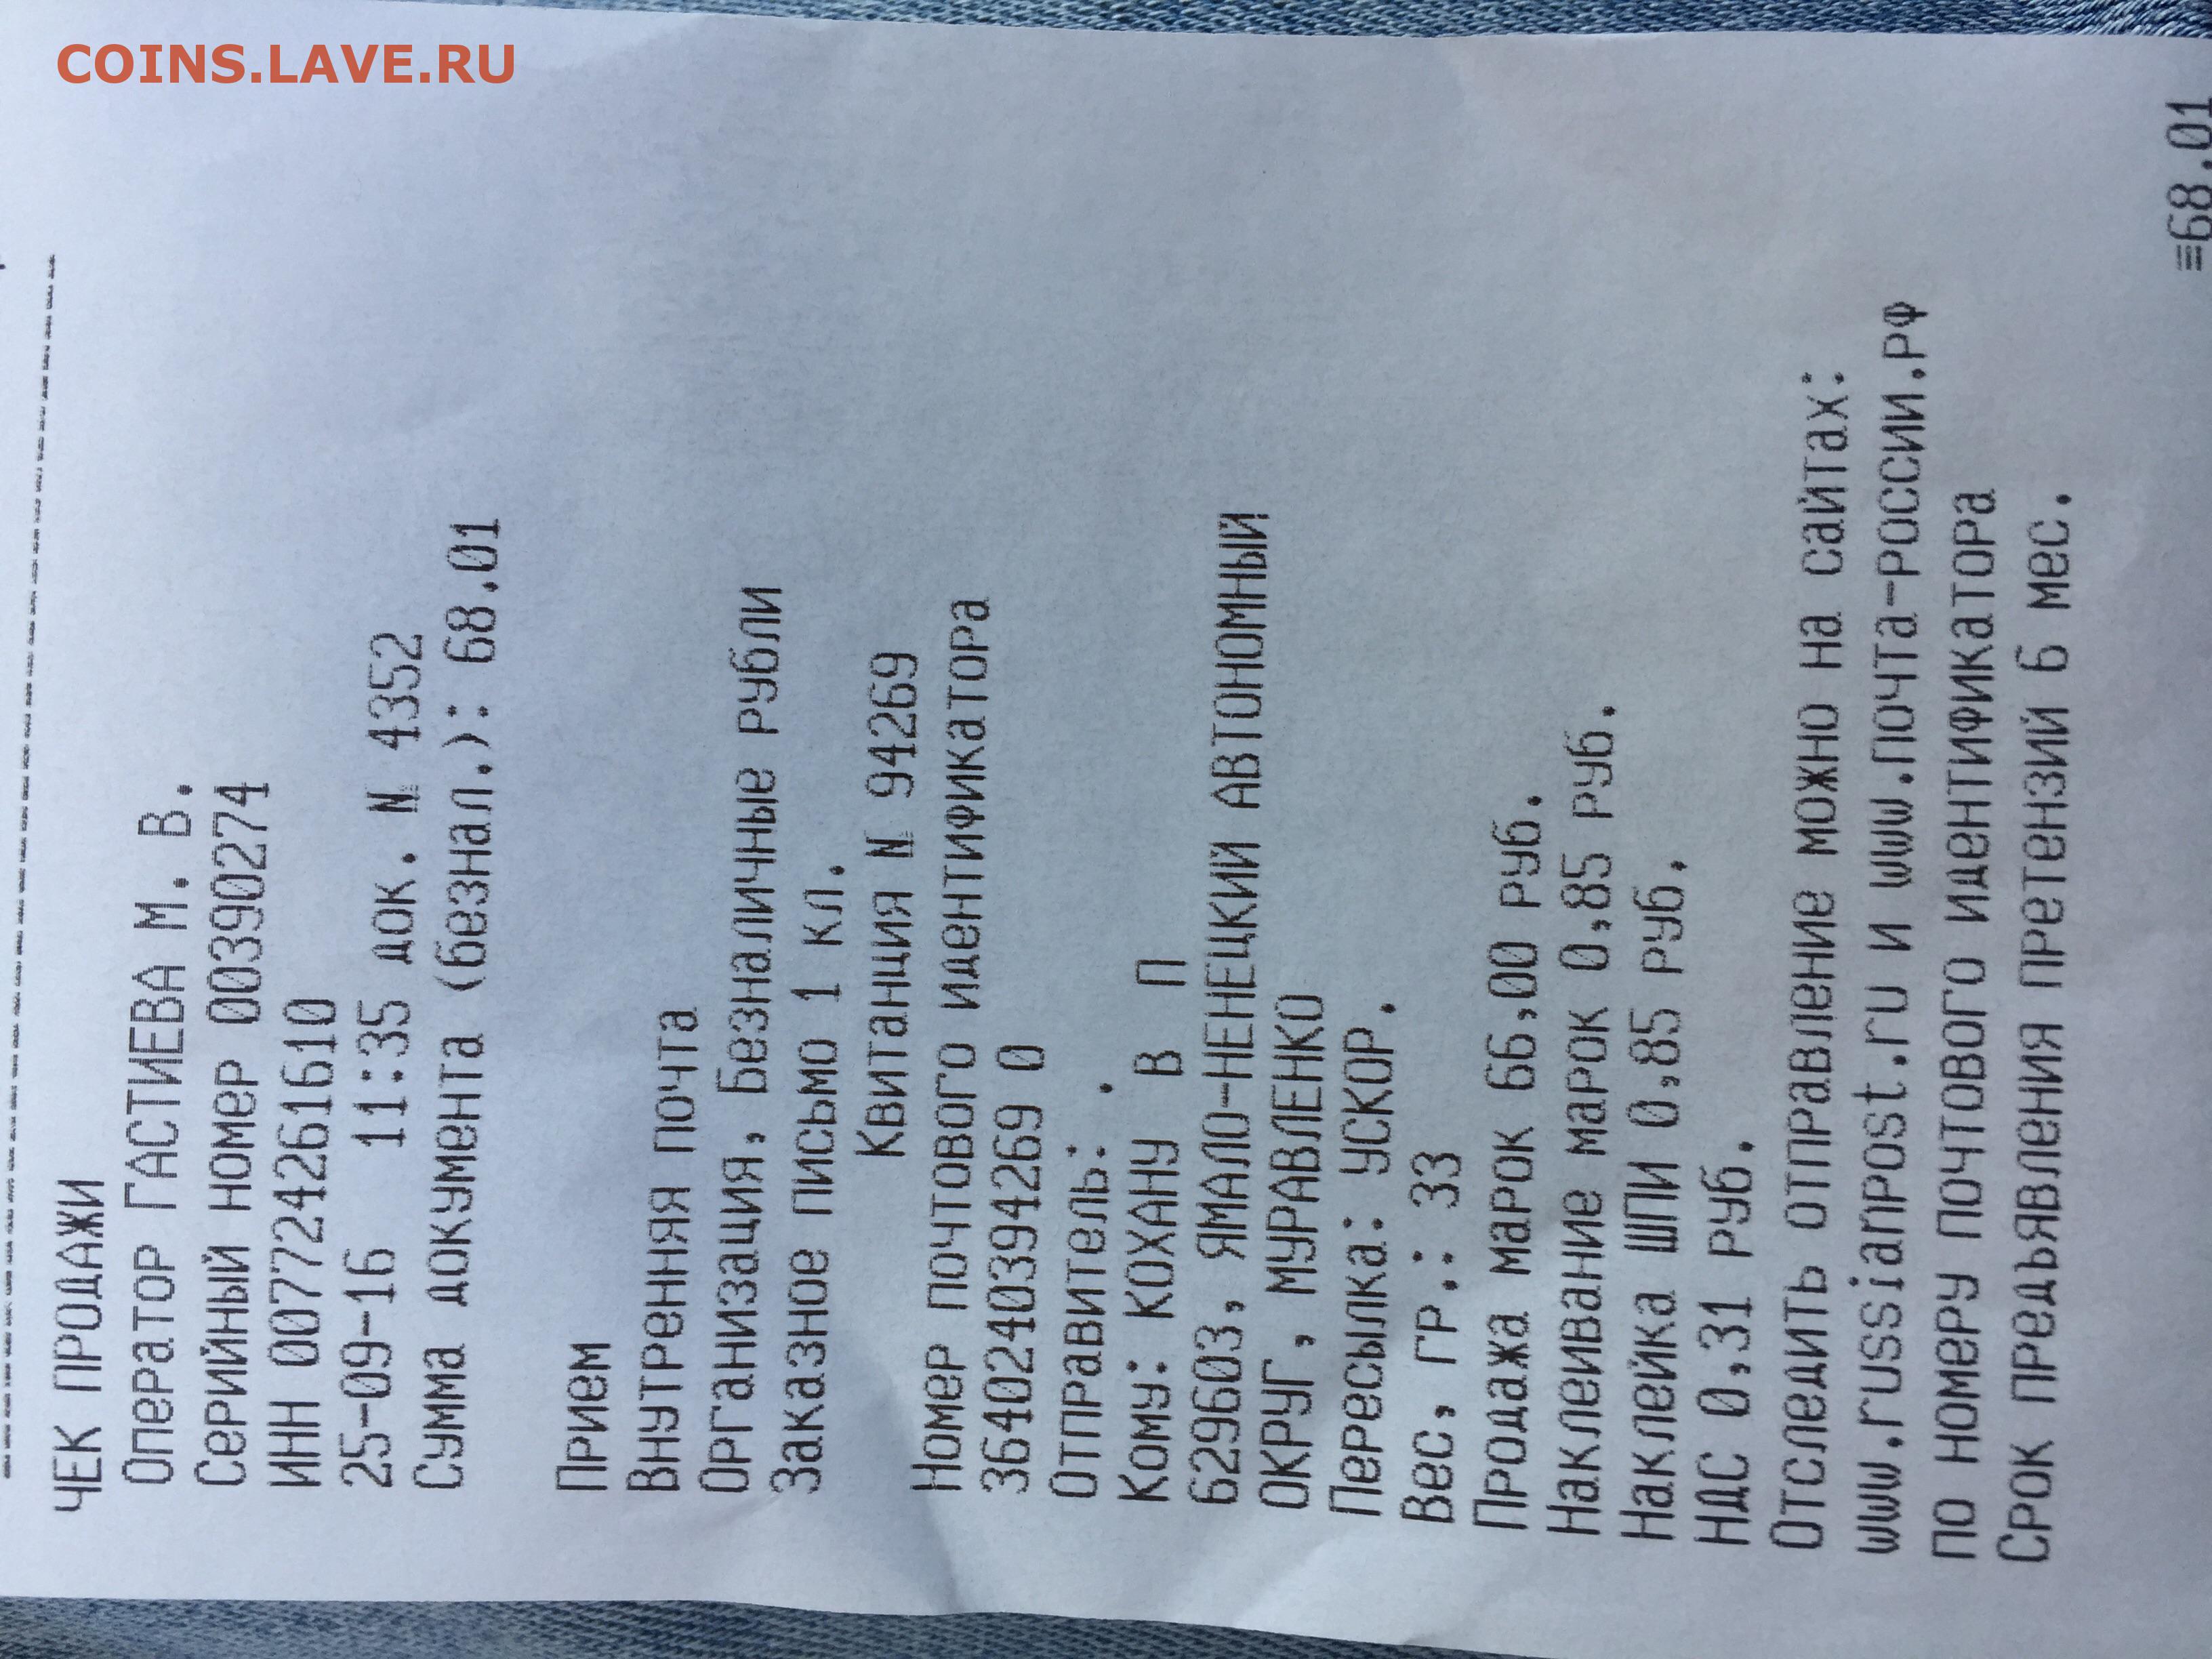 COINS.LAVE.RU
ЧЕК ПРОДАЖИ
Оператор ГАСТИЕВА М. В.
Серийный номер 00390274
ИНН 007724261610
25-09-16 11:35 док. № 4352
Сумма документа (безнал.): 68.01
Прием
Внутренняя почта
Организация, Безналичные рубли
Заказное письмо 1 кл.
Квитанция № 94269
Номер почтового идентификатора
3640240394269 0
Отправитель: .
Кому: КОХАНУ В П
629603, ЯМАЛО-НЕНЕЦКИЙ АВТОНОМНЫЙ
ОКРУГ, МУРАВЛЕНКО
Пересылка: УСКОР.
Вес, гр.: 33
Продажа марок 66,00 руб.
Наклеивание марок 0,85 руб.
Наклейка ШПИ 0,85 руб.
НДС 0,31 руб.
Отследить отправление можно на сайтах:
www.russianpost.ru и www.почта-россии.рф
по номеру почтового идентификатора
Срок предъявления претензий 6 мес.
≡68.01